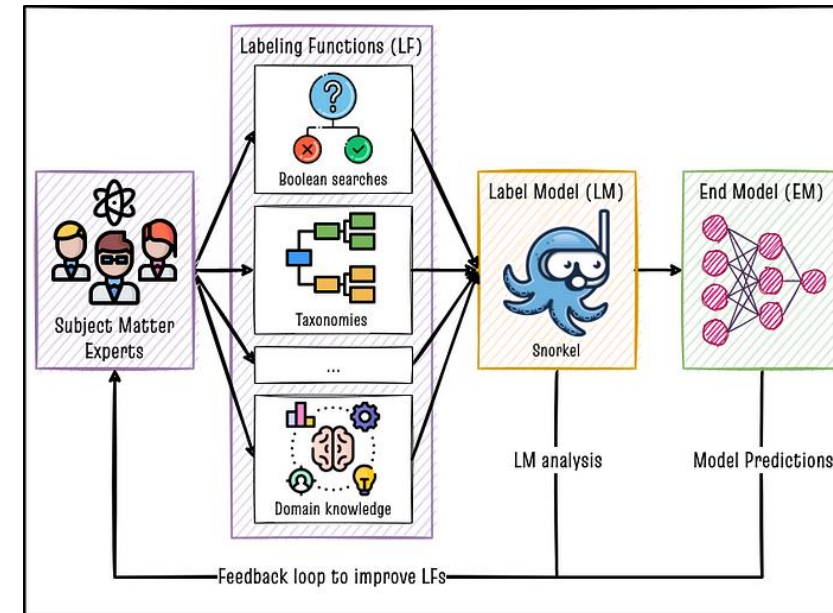 Labeling Functions (LF)
Boolean searches
Taxonomies
...
Domain knowledge
Subject Matter
Experts
Label Model (LM)
Snorkel
End Model (EM)
LM analysis
Model Predictions
Feedback loop to improve LFs